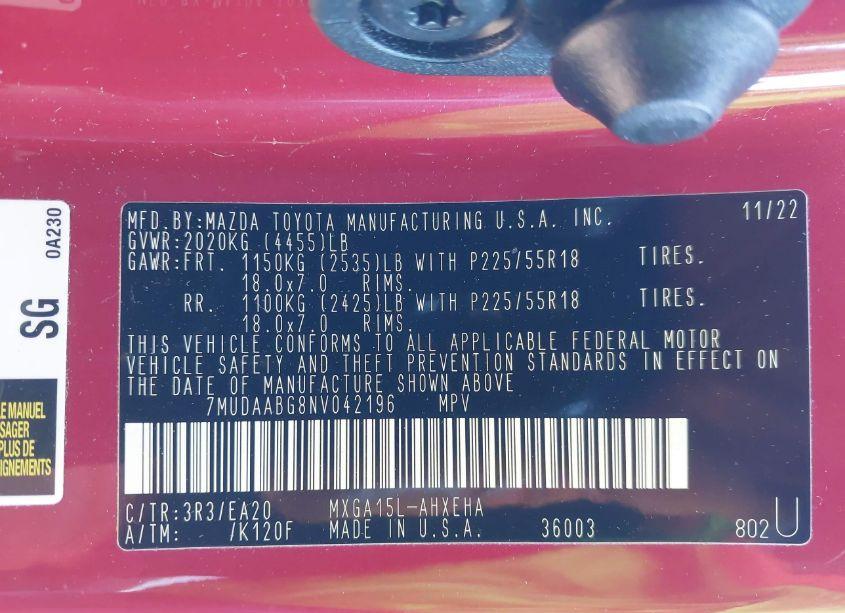 MFD.BY:MAZDA TOYOTA MANUFACTURING U.S.A. INC. 11/22
GVWR:2020KG (4455)LB
GAWR:FRT. 1150KG (2535)LB WITH P225/55R18 TIRES.
18.0x7.0 RIMS.
RR. 1100KG (2425)LB WITH P225/55R18 TIRES.
18.0x7.0 RIMS.
THIS VEHICLE CONFORMS TO ALL APPLICABLE FEDERAL MOTOR
VEHICLE SAFETY AND THEFT PREVENTION STANDARDS IN EFFECT ON
THE DATE OF MANUFACTURE SHOWN ABOVE
7MUDAABG8NV042196 MPV
C/TR:3R3/EA20 MXGA15L-AHXEHA
A/TM: /K120F MADE IN U.S.A. 36003 802 U
SG 0A230
LE MANUEL
PLUS DE